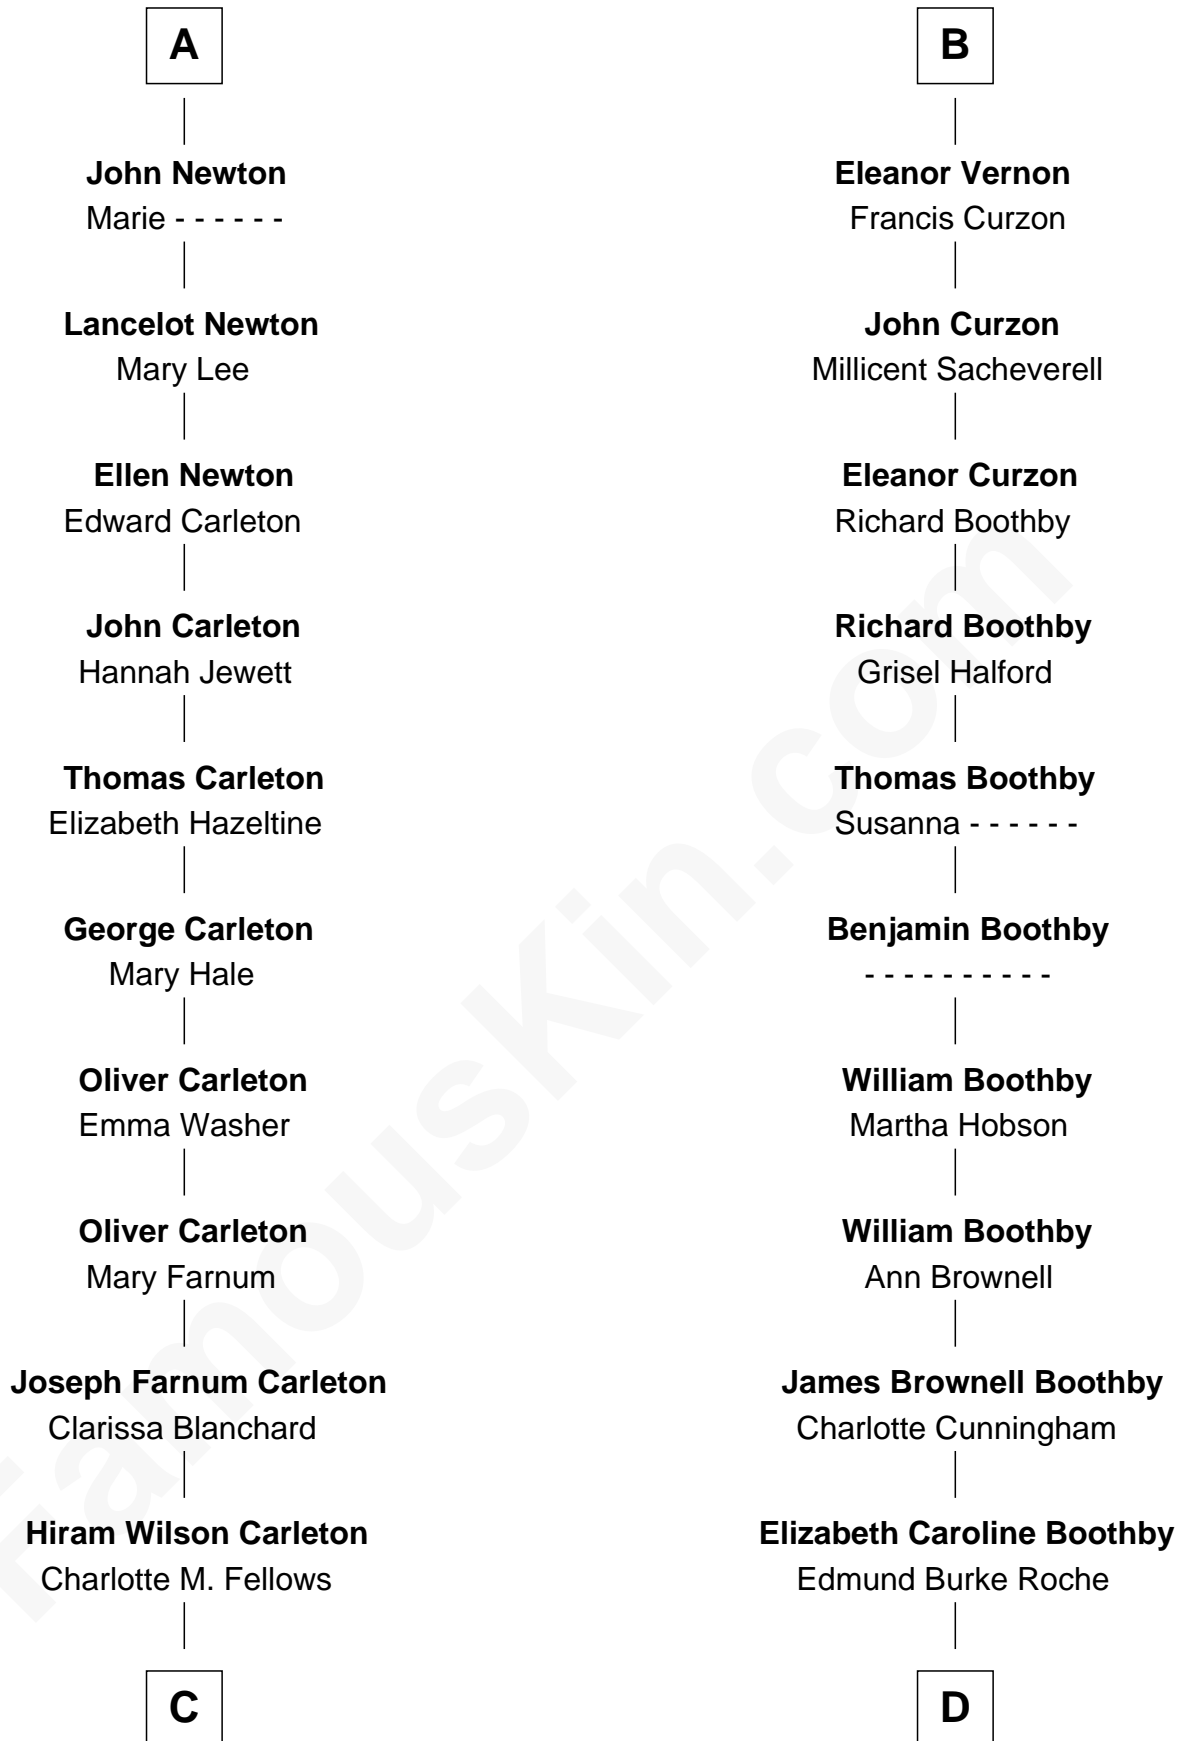 A
John Newton
Marie - - - - - -
Lancelot Newton
Mary Lee
Ellen Newton
Edward Carleton
John Carleton
Hannah Jewett
Thomas Carleton
Elizabeth Hazeltine
George Carleton
Mary Hale
Oliver Carleton
Emma Washer
Oliver Carleton
Mary Farnum
Joseph Farnum Carleton
Clarissa Blanchard
Hiram Wilson Carleton
Charlotte M. Fellows
C
B
Eleanor Vernon
Francis Curzon
John Curzon
Millicent Sacheverell
Eleanor Curzon
Richard Boothby
Richard Boothby
Grisel Halford
Thomas Boothby
Susanna - - - - - -
Benjamin Boothby
- - - - - - - - - -
William Boothby
Martha Hobson
William Boothby
Ann Brownell
James Brownell Boothby
Charlotte Cunningham
Elizabeth Caroline Boothby
Edmund Burke Roche
D
FamousKin.com